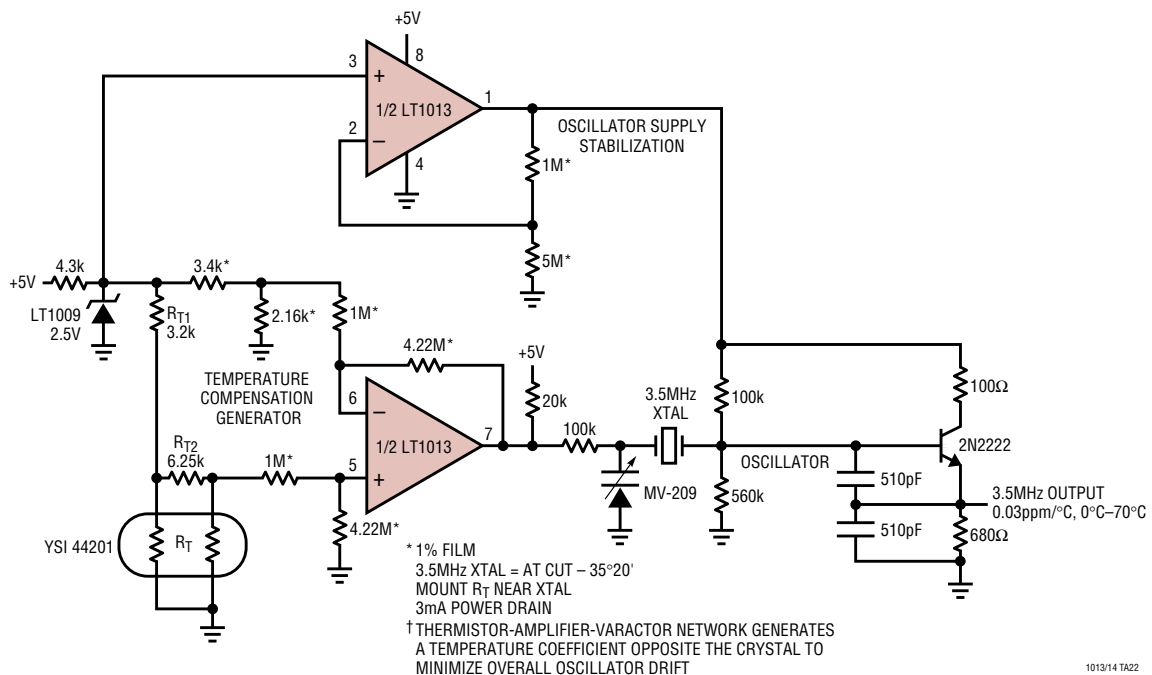 +5V
3
8
+
1/2 LT1013
1
2
–
4
OSCILLATOR SUPPLY
STABILIZATION
1M*
5M*
+5V
4.3k
3.4k*
LT1009
2.5V
RT1
3.2k
2.16k*
1M*
4.22M*
TEMPERATURE
COMPENSATION
GENERATOR
6
–
1/2 LT1013
7
5
+
RT2
6.25k
1M*
4.22M*
YSI 44201
RT
+5V
20k
100k
3.5MHz
XTAL
MV-209
100k
OSCILLATOR
560k
510pF
510pF
100Ω
2N2222
3.5MHz OUTPUT
0.03ppm/°C, 0°C–70°C
680Ω
* 1% FILM
3.5MHz XTAL = AT CUT – 35°20'
MOUNT RT NEAR XTAL
3mA POWER DRAIN
† THERMISTOR-AMPLIFIER-VARACTOR NETWORK GENERATES
A TEMPERATURE COEFFICIENT OPPOSITE THE CRYSTAL TO
MINIMIZE OVERALL OSCILLATOR DRIFT
1013/14 TA22